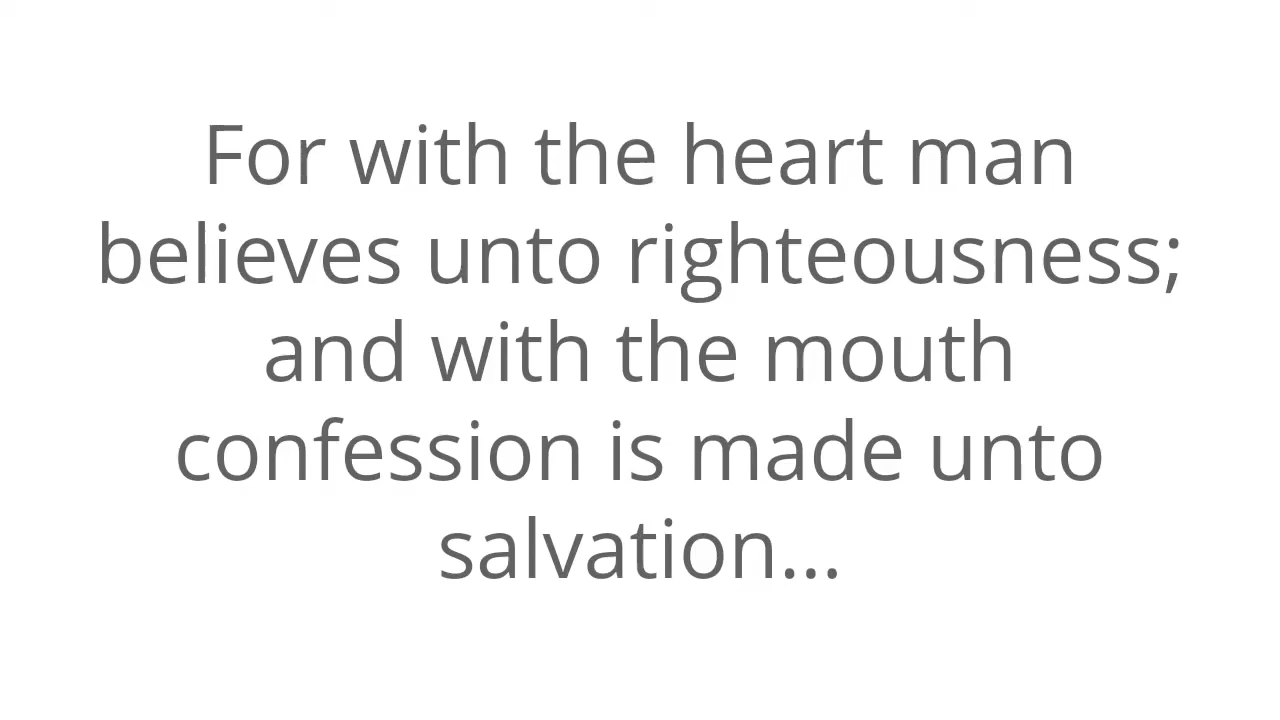 For with the heart man
believes unto righteousness;
and with the mouth
confession is made unto
salvation...